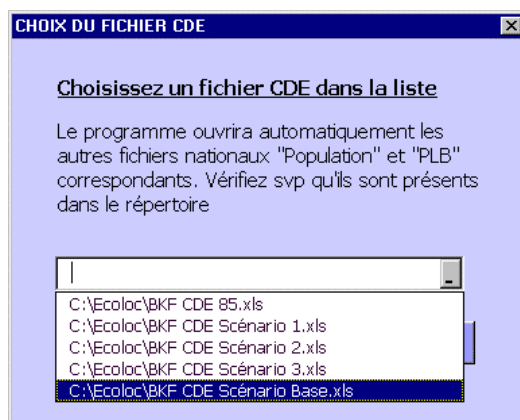 CHOIX DU FICHIER CDE
Choisissez un fichier CDE dans la liste
Le programme ouvrira automatiquement les
autres fichiers nationaux "Population" et "PLB"
correspondants. Vérifiez svp qu'ils sont présents
dans le répertoire
C:\Ecoloc\BKF CDE 85.xls
C:\Ecoloc\BKF CDE Scénario 1.xls
C:\Ecoloc\BKF CDE Scénario 2.xls
C:\Ecoloc\BKF CDE Scénario 3.xls
C:\Ecoloc\BKF CDE Scénario Base.xls